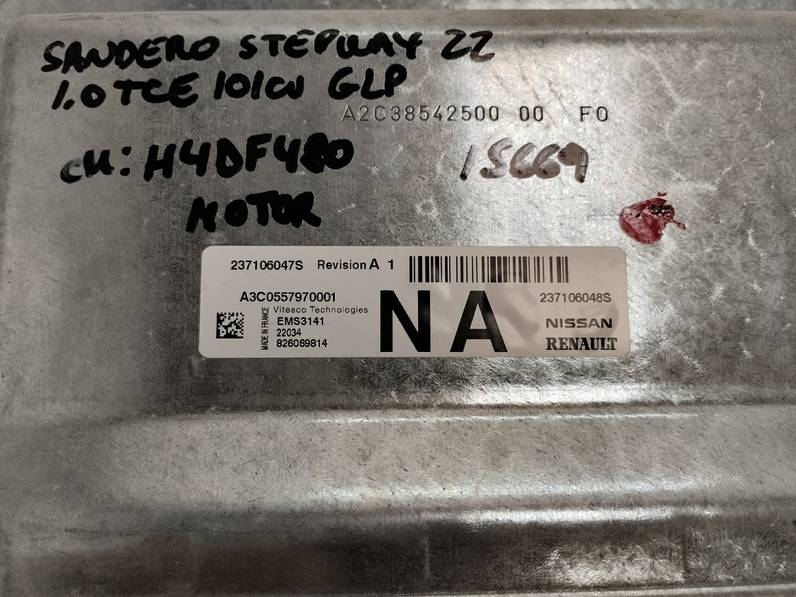 SANDERO STEPWAY 22
1.0 TCE 101CV GLP
A2C38542500 00 F0
CM: H4DF480
15669
MOTOR
237106047S Revision A 1
A3C0557970001
237106048S
Vitesco Technologies
MADE IN FRANCE
EMS3141
22034
826069814
NA
NISSAN
RENAULT